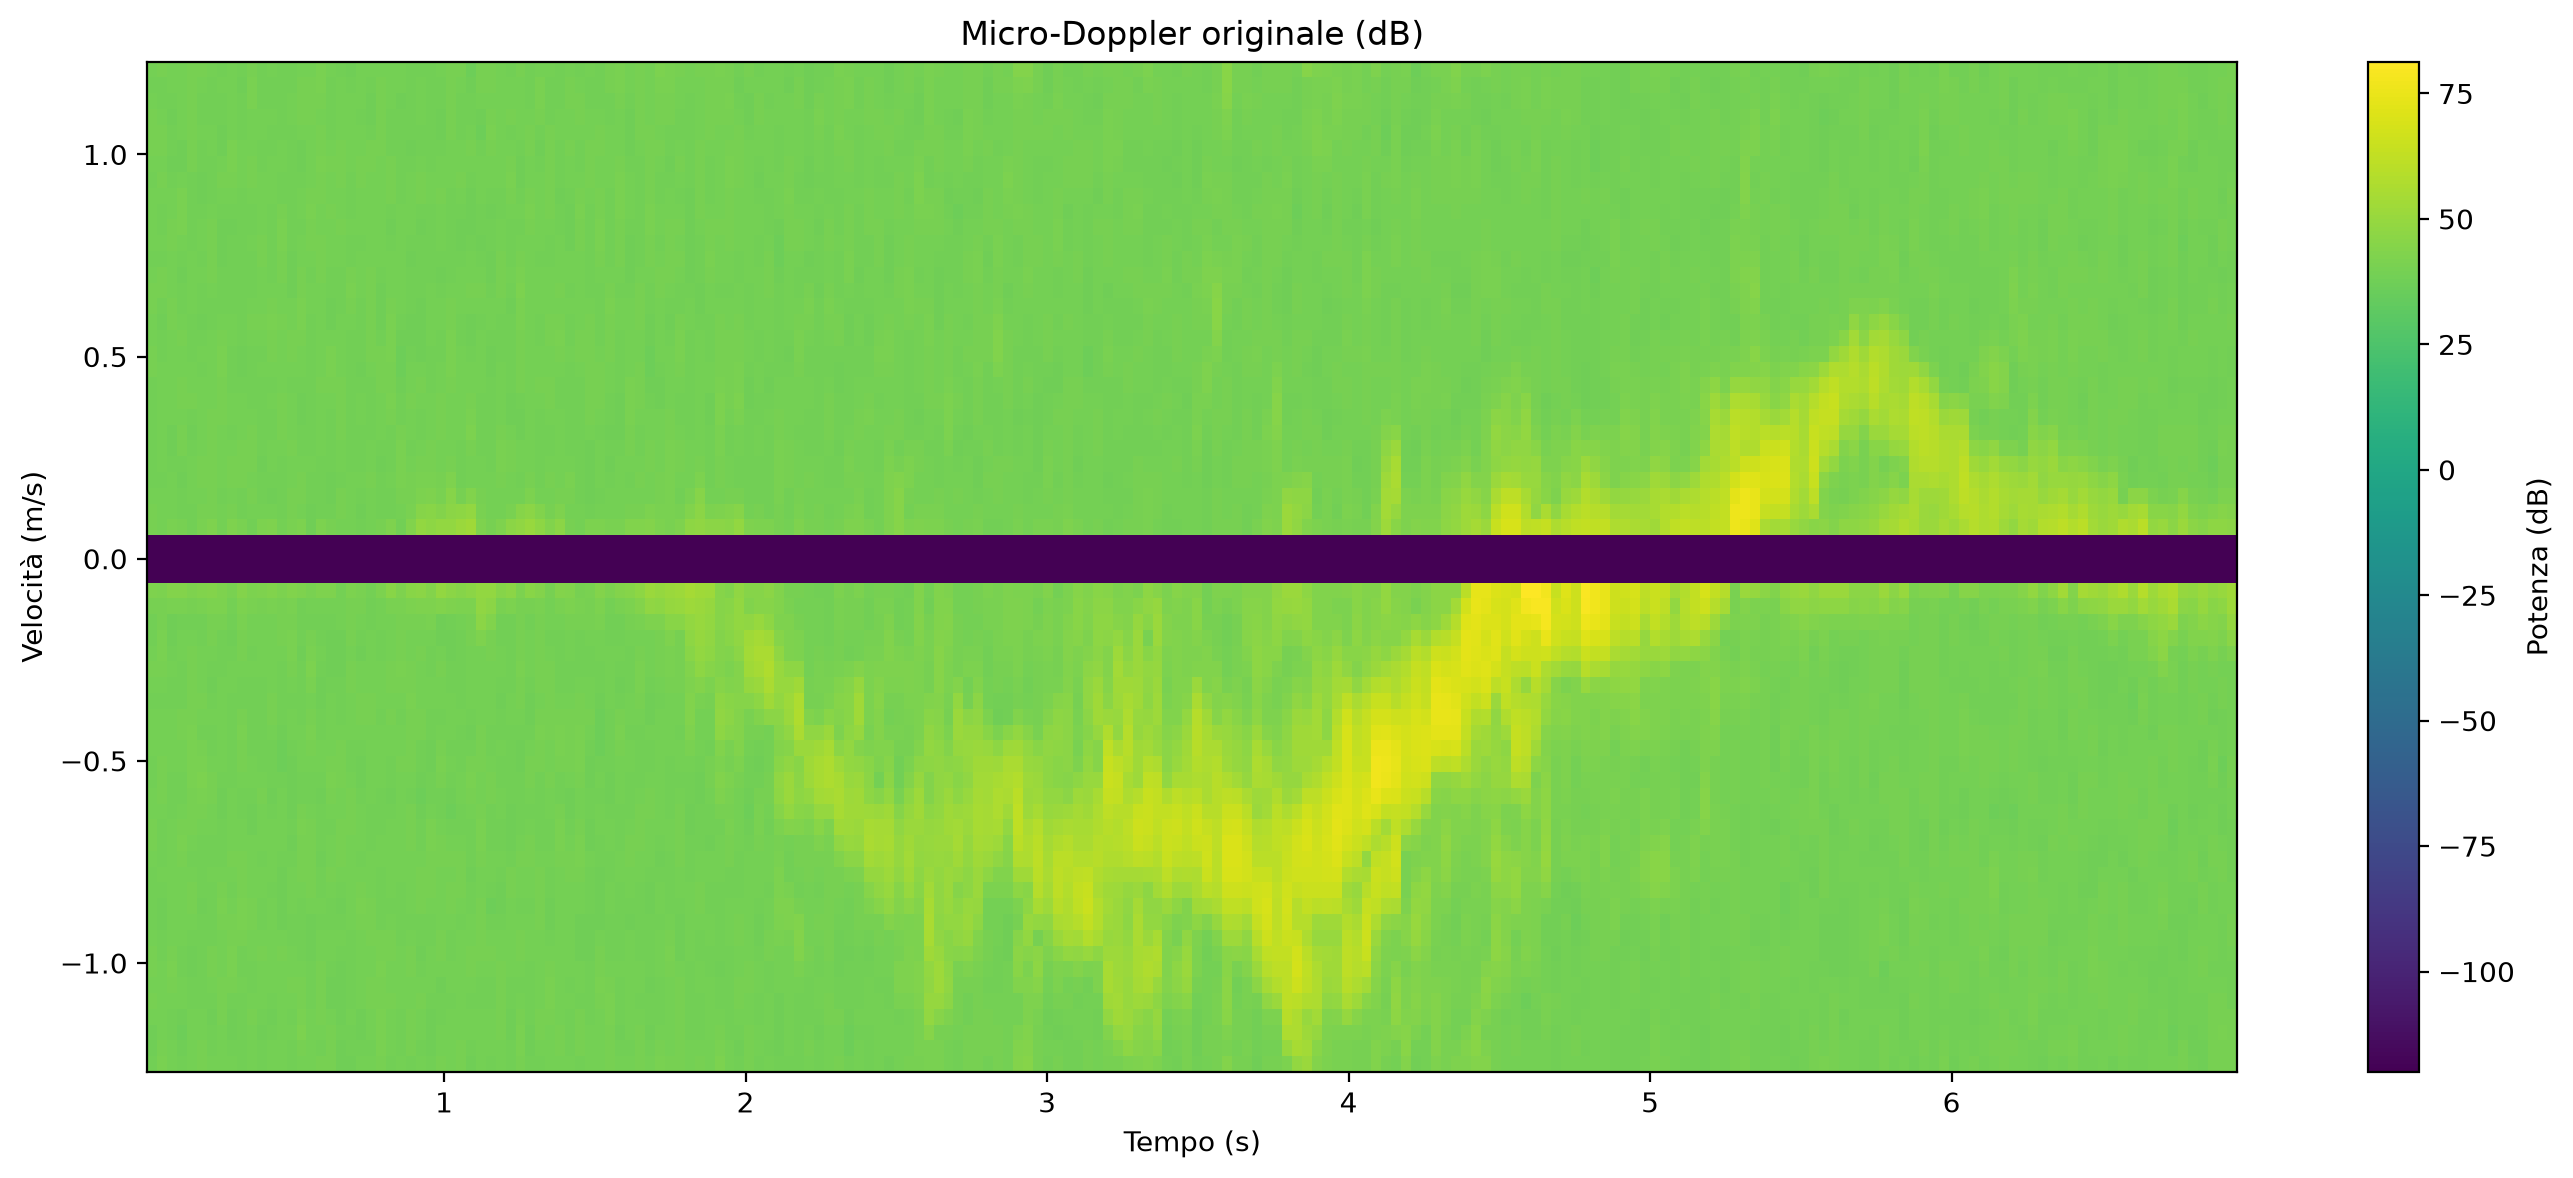 Micro-Doppler originale (dB)
Velocità (m/s)
1.0
0.5
0.0
−0.5
−1.0
1 2 3 4 5 6
Tempo (s)
75
50
25
0
−25
−50
−75
−100
Potenza (dB)